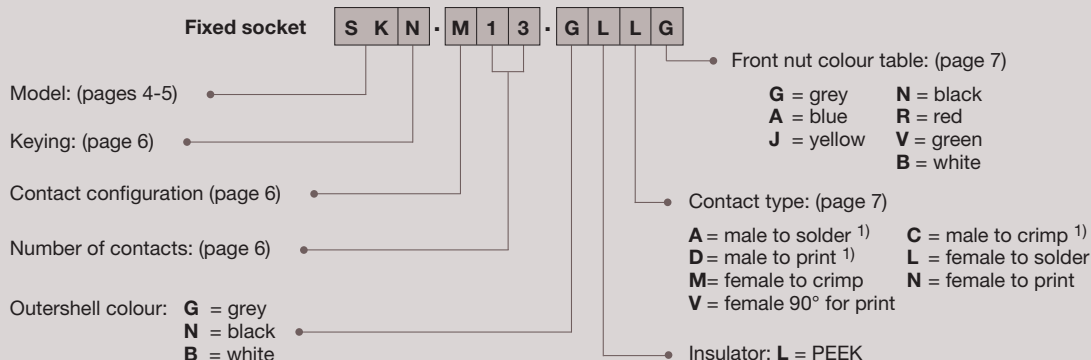 Fixed socket S K N . M 1 3 . G L L G
Model: (pages 4-5)
Keying: (page 6)
Contact configuration (page 6)
Number of contacts: (page 6)
Outershell colour: G = grey
N = black
B = white
Front nut colour table: (page 7)
G = grey N = black
A = blue R = red
J = yellow V = green
B = white
Contact type: (page 7)
A = male to solder 1) C = male to crimp 1)
D = male to print 1) L = female to solder
M= female to crimp N = female to print
V = female 90° for print
Insulator: L = PEEK